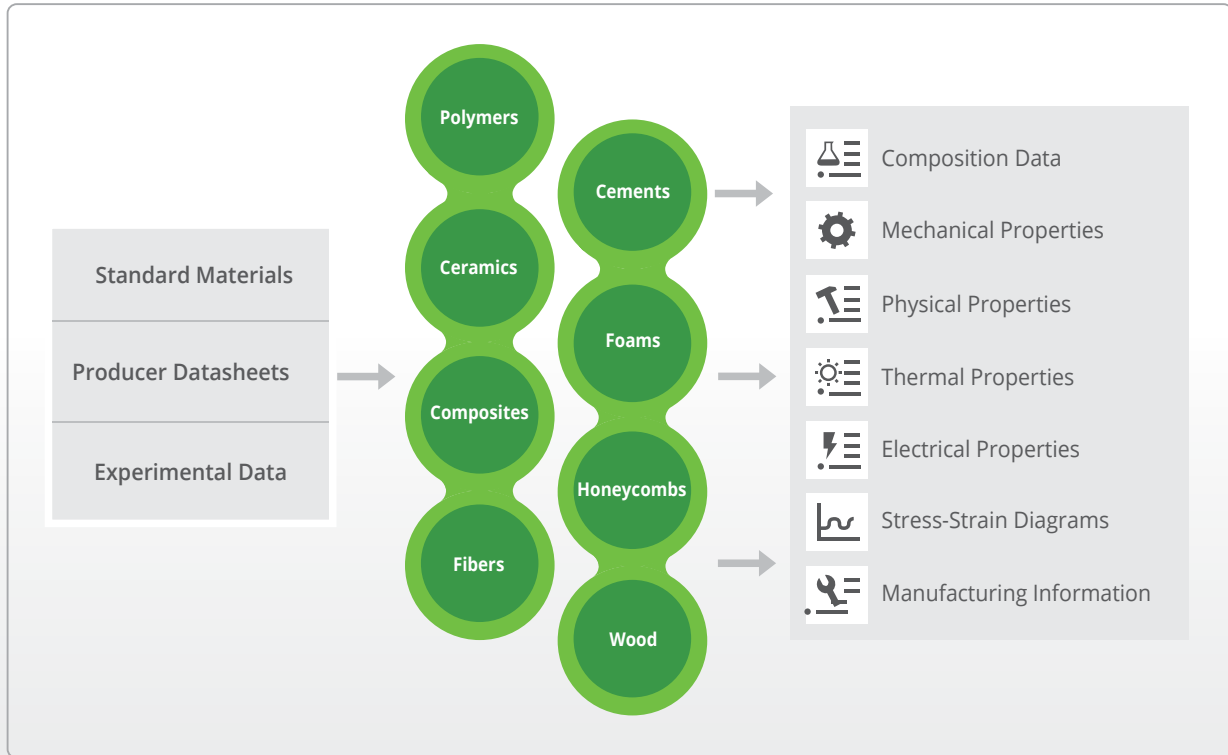 Standard Materials
Producer Datasheets
Experimental Data
Polymers
Ceramics
Composites
Fibers
Cements
Foams
Honeycombs
Wood
Composition Data
Mechanical Properties
Physical Properties
Thermal Properties
Electrical Properties
Stress-Strain Diagrams
Manufacturing Information